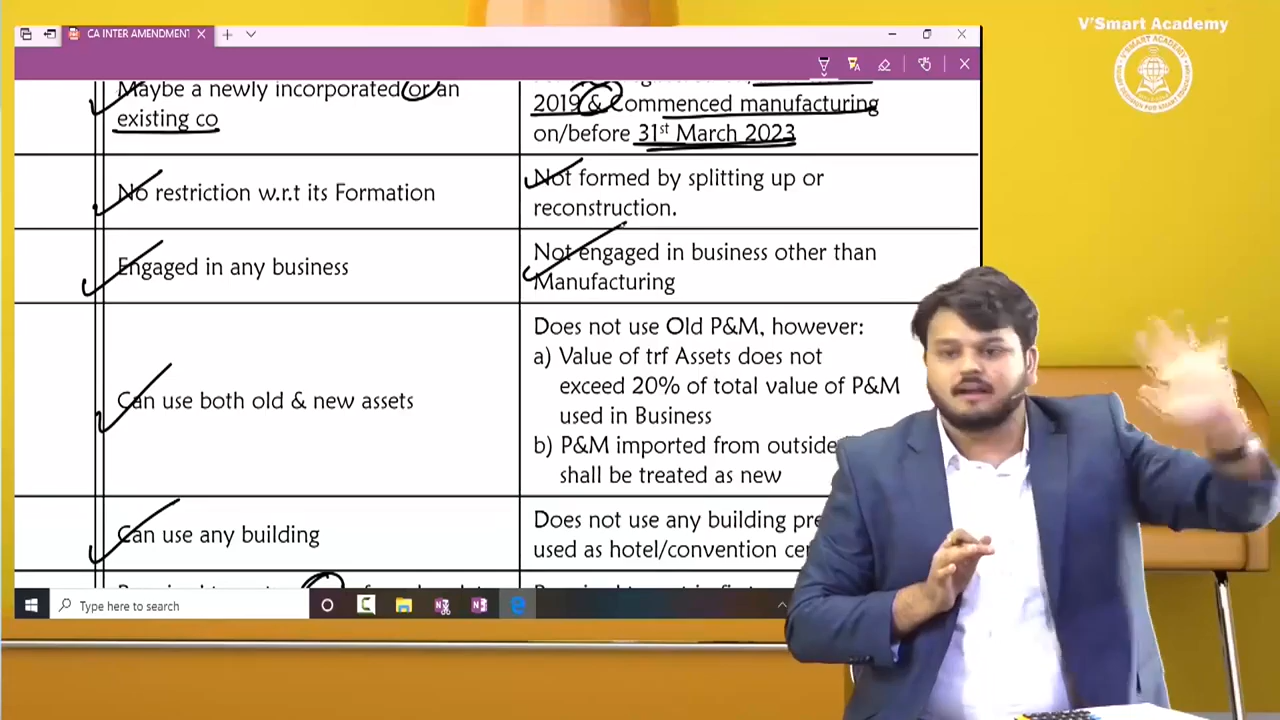 V'Smart Academy
CA INTER AMENDMENT
Maybe a newly incorporated or an
existing co
2019 & Commenced manufacturing
on/before 31st March 2023
No restriction w.r.t its Formation
Not formed by splitting up or
reconstruction.
Engaged in any business
Not engaged in business other than
Manufacturing
Can use both old & new assets
Does not use Old P&M, however:
a) Value of trf Assets does not
exceed 20% of total value of P&M
used in Business
b) P&M imported from outside
shall be treated as new
Can use any building
Does not use any building
used as hotel/convention
Type here to search